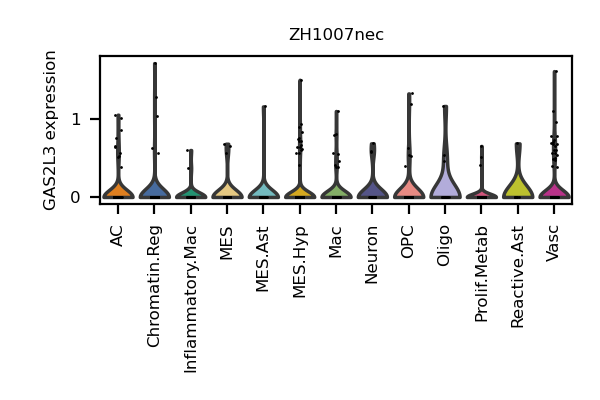 ZH1007nec
GAS2L3 expression
1
0
AC
Chromatin.Reg
Inflammatory.Mac
MES
MES.Ast
MES.Hyp
Mac
Neuron
OPC
Oligo
Prolif.Metab
Reactive.Ast
Vasc